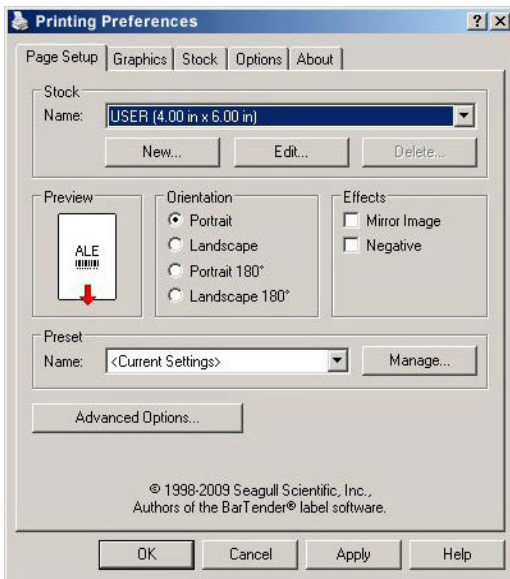 Printing Preferences
Page Setup Graphics Stock Options About
Stock
Name: USER (4.00 in x 6.00 in)
New... Edit... Delete...
Preview Orientation Effects
Portrait Mirror Image
ALE Landscape Negative
Portrait 180°
Landscape 180°
Preset
Name: <Current Settings> Manage...
Advanced Options...
© 1998-2009 Seagull Scientific, Inc.,
Authors of the BarTender® label software.
OK Cancel Apply Help